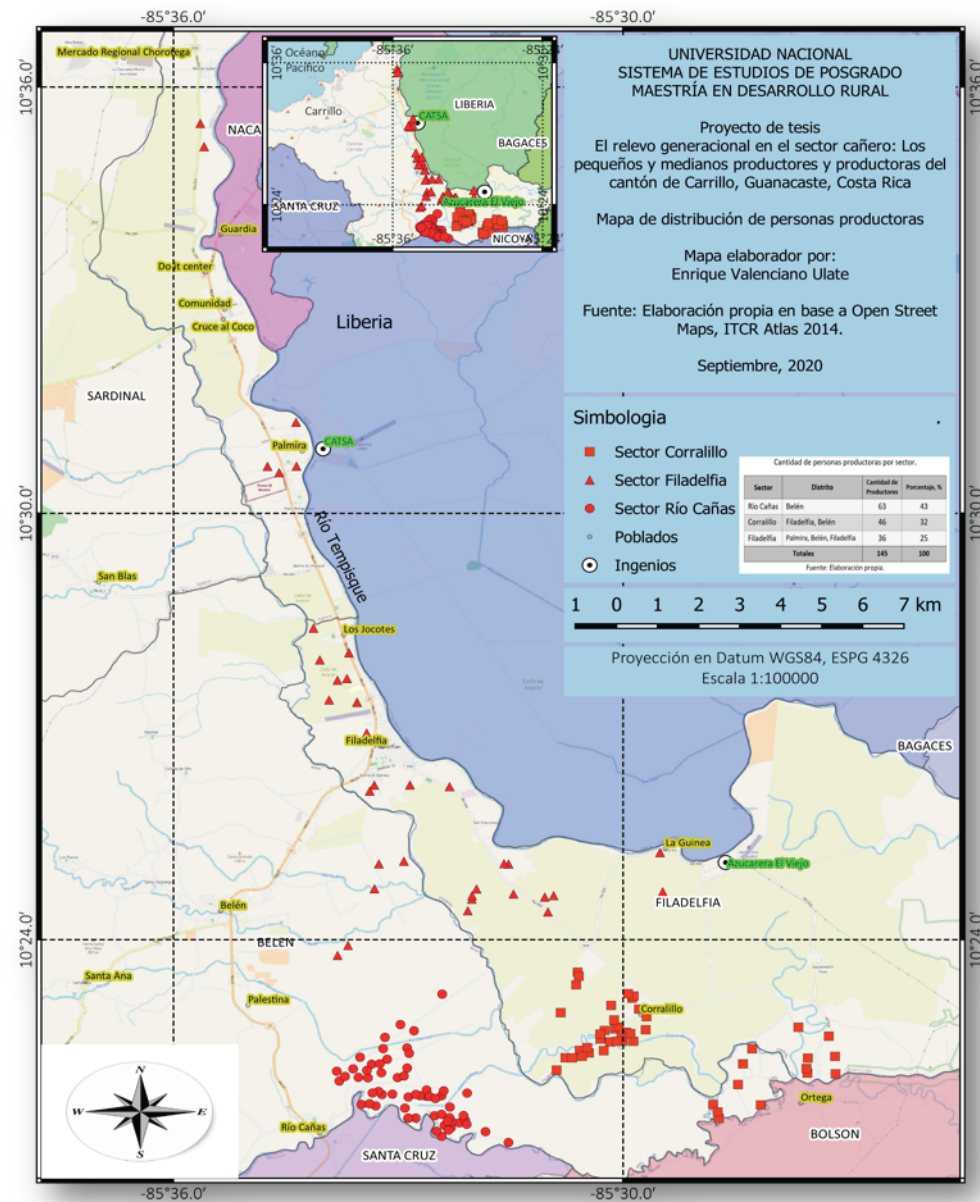 -85°36.0'
-85°30.0'
10°36.0'
10°36.0'
Mercado Regional Chorotega
Océano
Pacífico
-85°36'
10°36'
LIBERIA
Carrillo
CATSA
BAGACES
Azucarera El Viejo
10°24'
10°24'
SANTA CRUZ
-85°36'
NICOYA
NACA
Guardia
Do it center
Comunidad
Cruce al Coco
Liberia
SARDINAL
Palmira
CATSA
10°30.0'
10°30.0'
Río Tempisque
San Blas
Los Jocotes
Filadelfia
BAGACES
La Guinea
Azucarera El Viejo
FILADELFIA
Belén
BELÉN
10°24.0'
10°24.0'
Santa Ana
Palestina
Corralillo
Ortega
Río Cañas
SANTA CRUZ
BOLSON
N
W
E
S
-85°36.0'
-85°30.0'
UNIVERSIDAD NACIONAL
SISTEMA DE ESTUDIOS DE POSGRADO
MAESTRÍA EN DESARROLLO RURAL
Proyecto de tesis
El relevo generacional en el sector cañero: Los
pequeños y medianos productores y productoras del
cantón de Carrillo, Guanacaste, Costa Rica
Mapa de distribución de personas productoras
Mapa elaborador por:
Enrique Valenciano Ulate
Fuente: Elaboración propia en base a Open Street
Maps, ITCR Atlas 2014.
Septiembre, 2020
Simbologia
.
Sector Corralillo
Sector Filadelfia
Sector Río Cañas
Poblados
Ingenios
Cantidad de personas productoras por sector.
Sector Distrito Cantidad de Productores Porcentaje, %
Río Cañas Belén 63 43
Corralillo Filadelfia, Belén 46 32
Filadelfia Palmira, Belén, Filadelfia 36 25
Totales 145 100
Fuente: Elaboración propia.
1 0 1 2 3 4 5 6 7 km
Proyección en Datum WGS84, ESPG 4326
Escala 1:100000